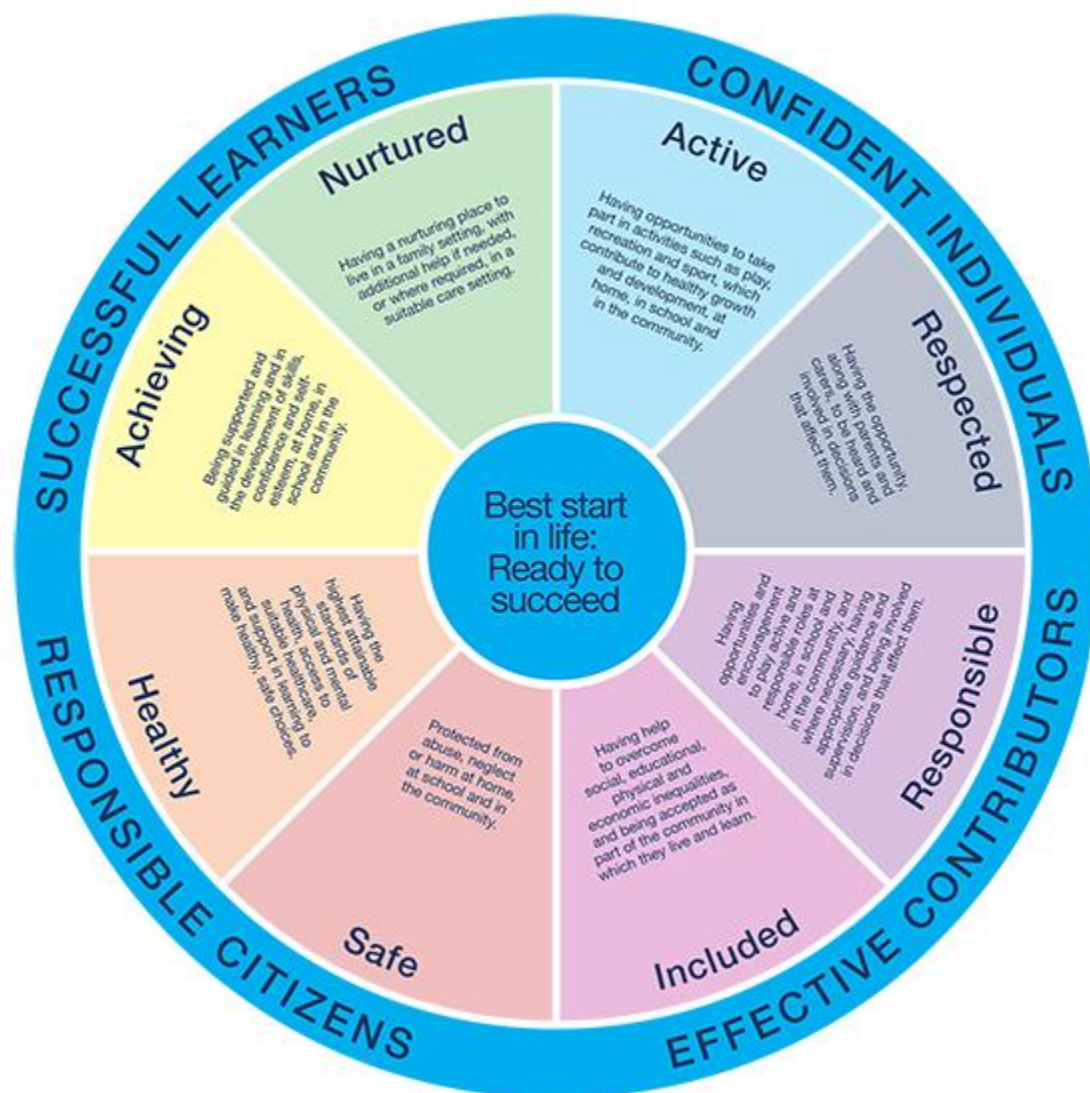 SUCCESSFUL LEARNERS
CONFIDENT INDIVIDUALS
EFFECTIVE CONTRIBUTORS
RESPONSIBLE CITIZENS
Best start
in life:
Ready to
succeed
Active
Having opportunities to take
part in activities such as play,
recreation and sport, which
contribute to healthy growth
and development, at
home, in school and
in the community.
Respected
Having the opportunity,
along with parents and
carers, to be heard and
involved in decisions
that affect them.
Responsible
Having
opportunities and
encouragement
to play active and
responsible roles at
home, in school and
in the community, and
where necessary, having
appropriate guidance and
supervision, and being involved
in decisions that affect them.
Included
Having help
to overcome
social, educational,
physical and
economic inequalities,
and being accepted as
part of the community in
which they live and learn.
Safe
Protected from
abuse, neglect
or harm at home,
at school and in
the community.
Healthy
Having the
highest attainable
standards of
physical and mental
health, access to
suitable healthcare,
and support in learning to
make healthy, safe choices.
Achieving
Being supported and
guided in learning and in
the development of skills,
confidence and self-
esteem, at home, in
school and in the
community.
Nurtured
Having a nurturing place to
live in a family setting, with
additional help if needed,
or where required, in a
suitable care setting.